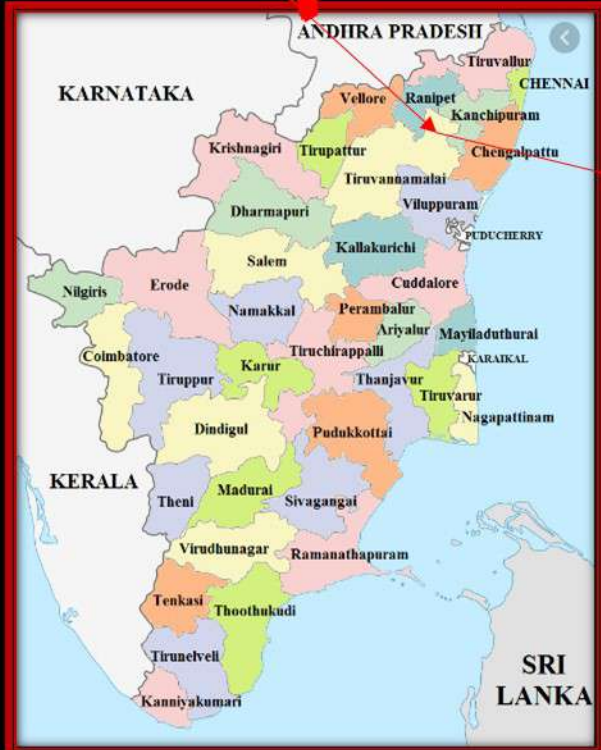 ANDHRA PRADESH
Tiruvallur
KARNATAKA
CHENNAI
Vellore
Ranipet
Kanchipuram
Krishnagiri
Tirupattur
Chengalpattu
Tiruvannamalai
Viluppuram
Dharmapuri
PUDUCHERRY
Kallakurichi
Salem
Cuddalore
Nilgiris
Erode
Namakkal
Perambalur
Ariyalur
Mayiladuthurai
Coimbatore
Tiruchirappalli
KARAIKAL
Karur
Tiruppur
Thanjavur
Tiruvarur
Nagapattinam
Dindigul
Pudukkottai
KERALA
Madurai
Theni
Sivagangai
Virudhunagar
Ramanathapuram
Tenkasi
Thoothukudi
Tirunelveli
SRI
LANKA
Kanniyakumari